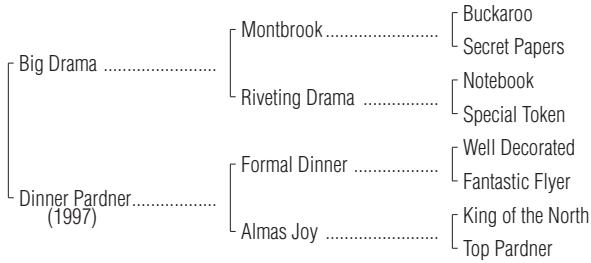 Buckaroo
Montbrook
Secret Papers
Big Drama
Notebook
Riveting Drama
Special Token
Well Decorated
Formal Dinner
Fantastic Flyer
Dinner Pardner
(1997)
King of the North
Almas Joy
Top Pardner